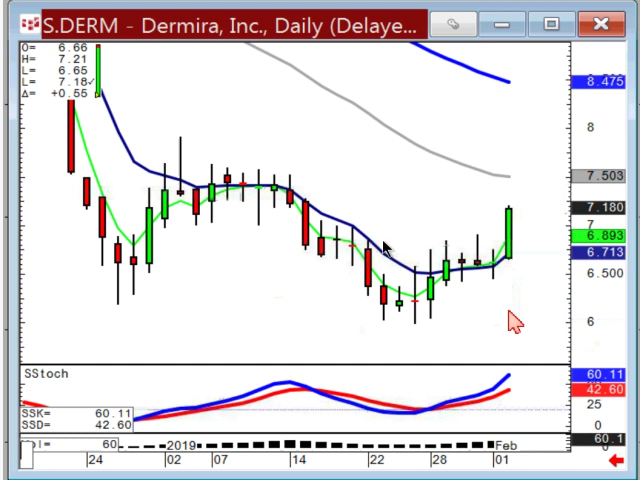 S.DERM - Dermira, Inc., Daily (Delaye...
O= 6.66
H= 7.21
L= 6.65
L= 7.18
Δ= +0.55
8.475
8
7.503
7.180
7
6.893
6.713
6.500
6
SStoch
60.11
42.60
25
0
SSK= 60.11
SSD= 42.60
60
60.1
24 02 2019 07 14 22 28 01 Feb